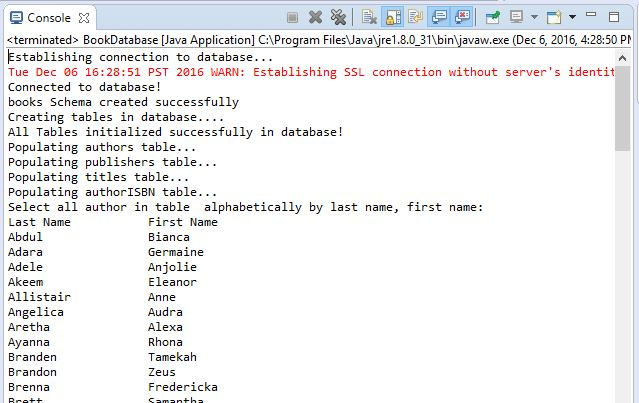 Console
<terminated> BookDatabase [Java Application] C:\Program Files\Java\jre1.8.0_31\bin\javaw.exe (Dec 6, 2016, 4:28:50 PM
Establishing connection to database...
Tue Dec 06 16:28:51 PST 2016 WARN: Establishing SSL connection without server's identit
Connected to database!
books Schema created successfully
Creating tables in database....
All Tables initialized successfully in database!
Populating authors table...
Populating publishers table...
Populating titles table...
Populating authorISBN table...
Select all author in table  alphabetically by last name, first name:
Last Name First Name
Abdul Bianca
Adara Germaine
Adele Anjolie
Akeem Eleanor
Allistair Anne
Angelica Audra
Aretha Alexa
Ayanna Rhona
Branden Tamekah
Brandon Zeus
Brenna Fredericka
Brett Samantha